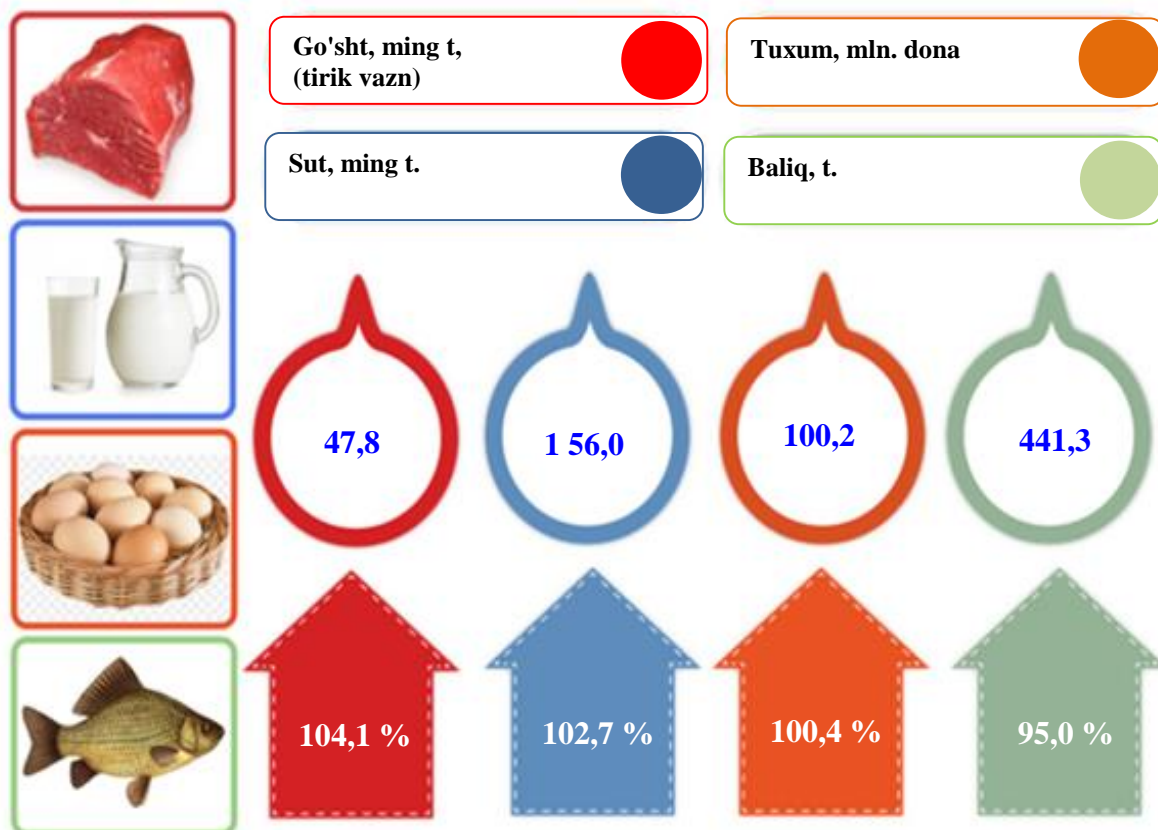 Go'sht, ming t,
(tirik vazn)
Tuxum, mln. dona
Sut, ming t.
Baliq, t.
47,8
1 56,0
100,2
441,3
104,1 %
102,7 %
100,4 %
95,0 %